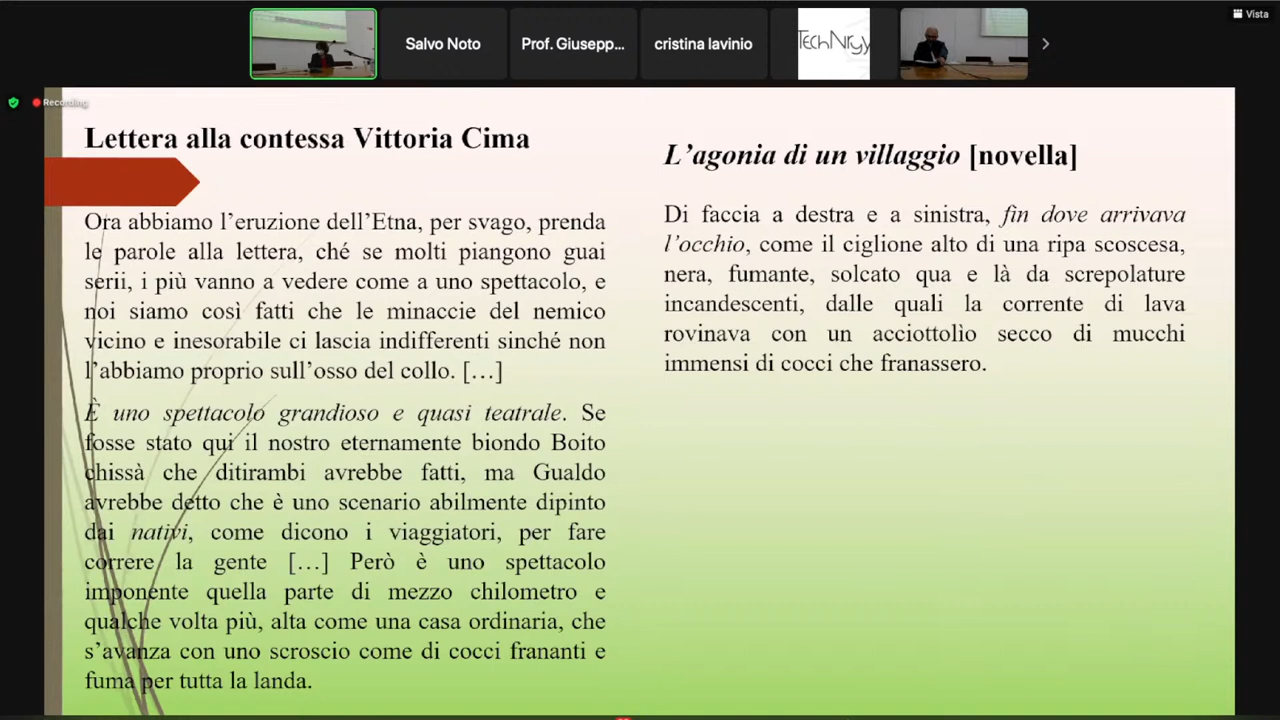 Vista
Salvo Noto
Prof. Giusepp...
cristina lavinio
TechNrgy
Recording
Lettera alla contessa Vittoria Cima
Ora abbiamo l'eruzione dell'Etna, per svago, prenda
le parole alla lettera, ché se molti piangono guai
serii, i più vanno a vedere come a uno spettacolo, e
noi siamo così fatti che le minaccie del nemico
vicino e inesorabile ci lascia indifferenti sinché non
l'abbiamo proprio sull'osso del collo. […]
È uno spettacolo grandioso e quasi teatrale. Se
fosse stato qui il nostro eternamente biondo Boito
chissà che ditirambi avrebbe fatti, ma Gualdo
avrebbe detto che è uno scenario abilmente dipinto
dai nativi, come dicono i viaggiatori, per fare
correre la gente […] Però è uno spettacolo
imponente quella parte di mezzo chilometro e
qualche volta più, alta come una casa ordinaria, che
s'avanza con uno scroscio come di cocci frananti e
fuma per tutta la landa.
L'agonia di un villaggio [novella]
Di faccia a destra e a sinistra, fin dove arrivava
l'occhio, come il ciglione alto di una ripa scoscesa,
nera, fumante, solcato qua e là da screpolature
incandescenti, dalle quali la corrente di lava
rovinava con un acciottolìo secco di mucchi
immensi di cocci che franassero.